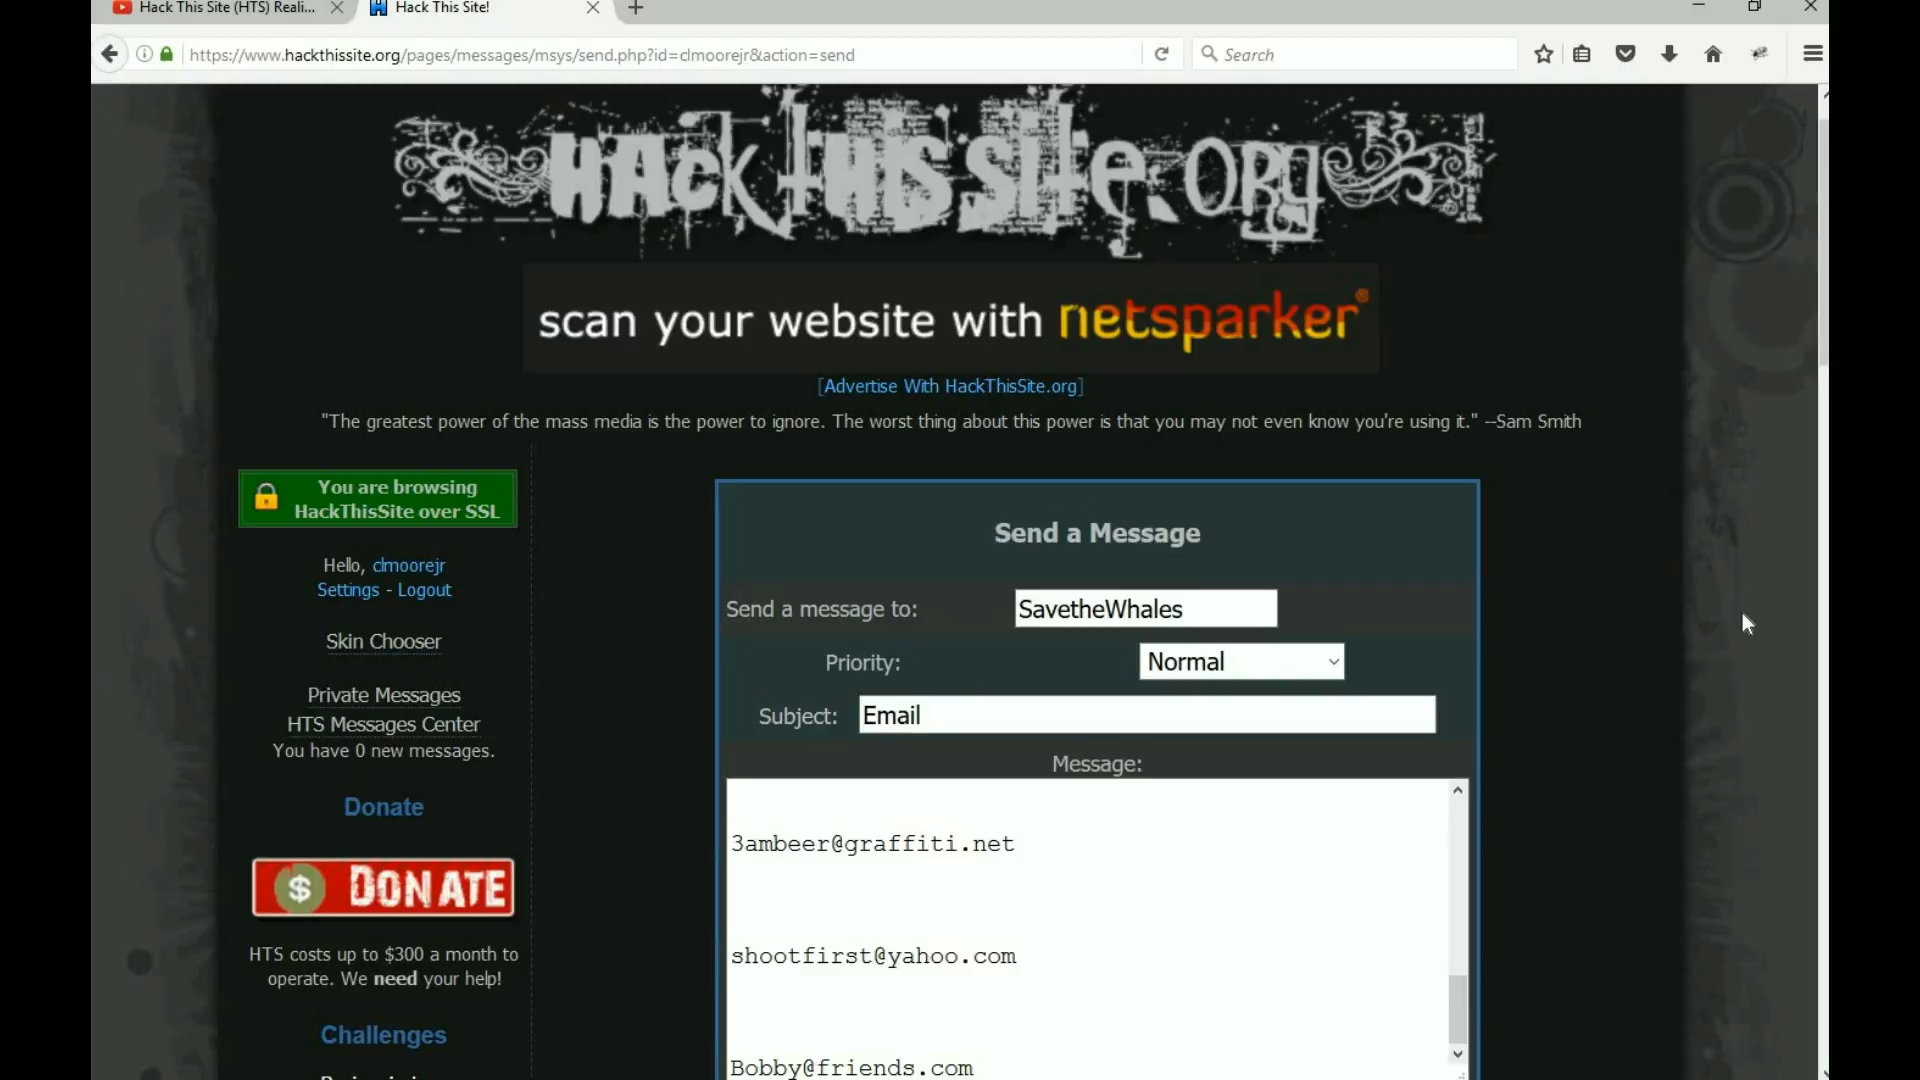 Hack This Site (HTS) Reali...
Hack This Site!
https://www.hackthissite.org/pages/messages/msys/send.php?id=clmoorejr&action=send
Search
HACK THIS SITE.ORG
scan your website with netsparker®
[Advertise With HackThisSite.org]
"The greatest power of the mass media is the power to ignore. The worst thing about this power is that you may not even know you're using it." --Sam Smith
You are browsing
HackThisSite over SSL
Hello, clmoorejr
Settings - Logout
Skin Chooser
Private Messages
HTS Messages Center
You have 0 new messages.
Donate
$ DONATE
HTS costs up to $300 a month to
operate. We need your help!
Challenges
Send a Message
Send a message to: SavetheWhales
Priority: Normal
Subject: Email
Message:
3ambeer@graffiti.net
shootfirst@yahoo.com
Bobby@friends.com